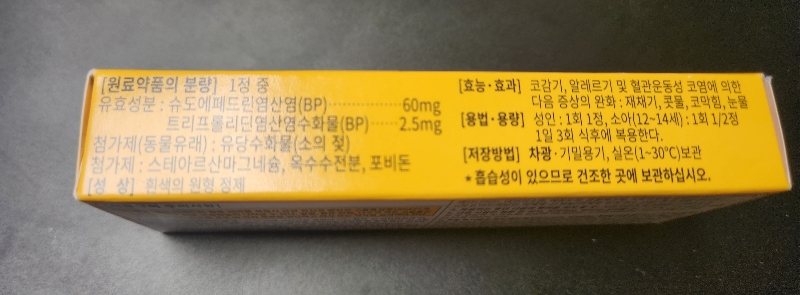 [원료약품의 분량] 1정 중
유효성분 : 슈도에페드린염산염(BP)·············60mg
트리프롤리딘염산염수화물(BP)······2.5mg
첨가제(동물유래) : 유당수화물(소의 젖)
첨가제 : 스테아르산마그네슘, 옥수수전분, 포비돈
[성 상] 흰색의 원형 정제
[효능·효과] 코감기, 알레르기 및 혈관운동성 코염에 의한
다음 증상의 완화 : 재채기, 콧물, 코막힘, 눈물
[용법·용량] 성인 : 1회 1정, 소아(12~14세) : 1회 1/2정
1일 3회 식후에 복용한다.
[저장방법] 차광·기밀용기, 실온(1~30℃)보관
* 흡습성이 있으므로 건조한 곳에 보관하십시오.